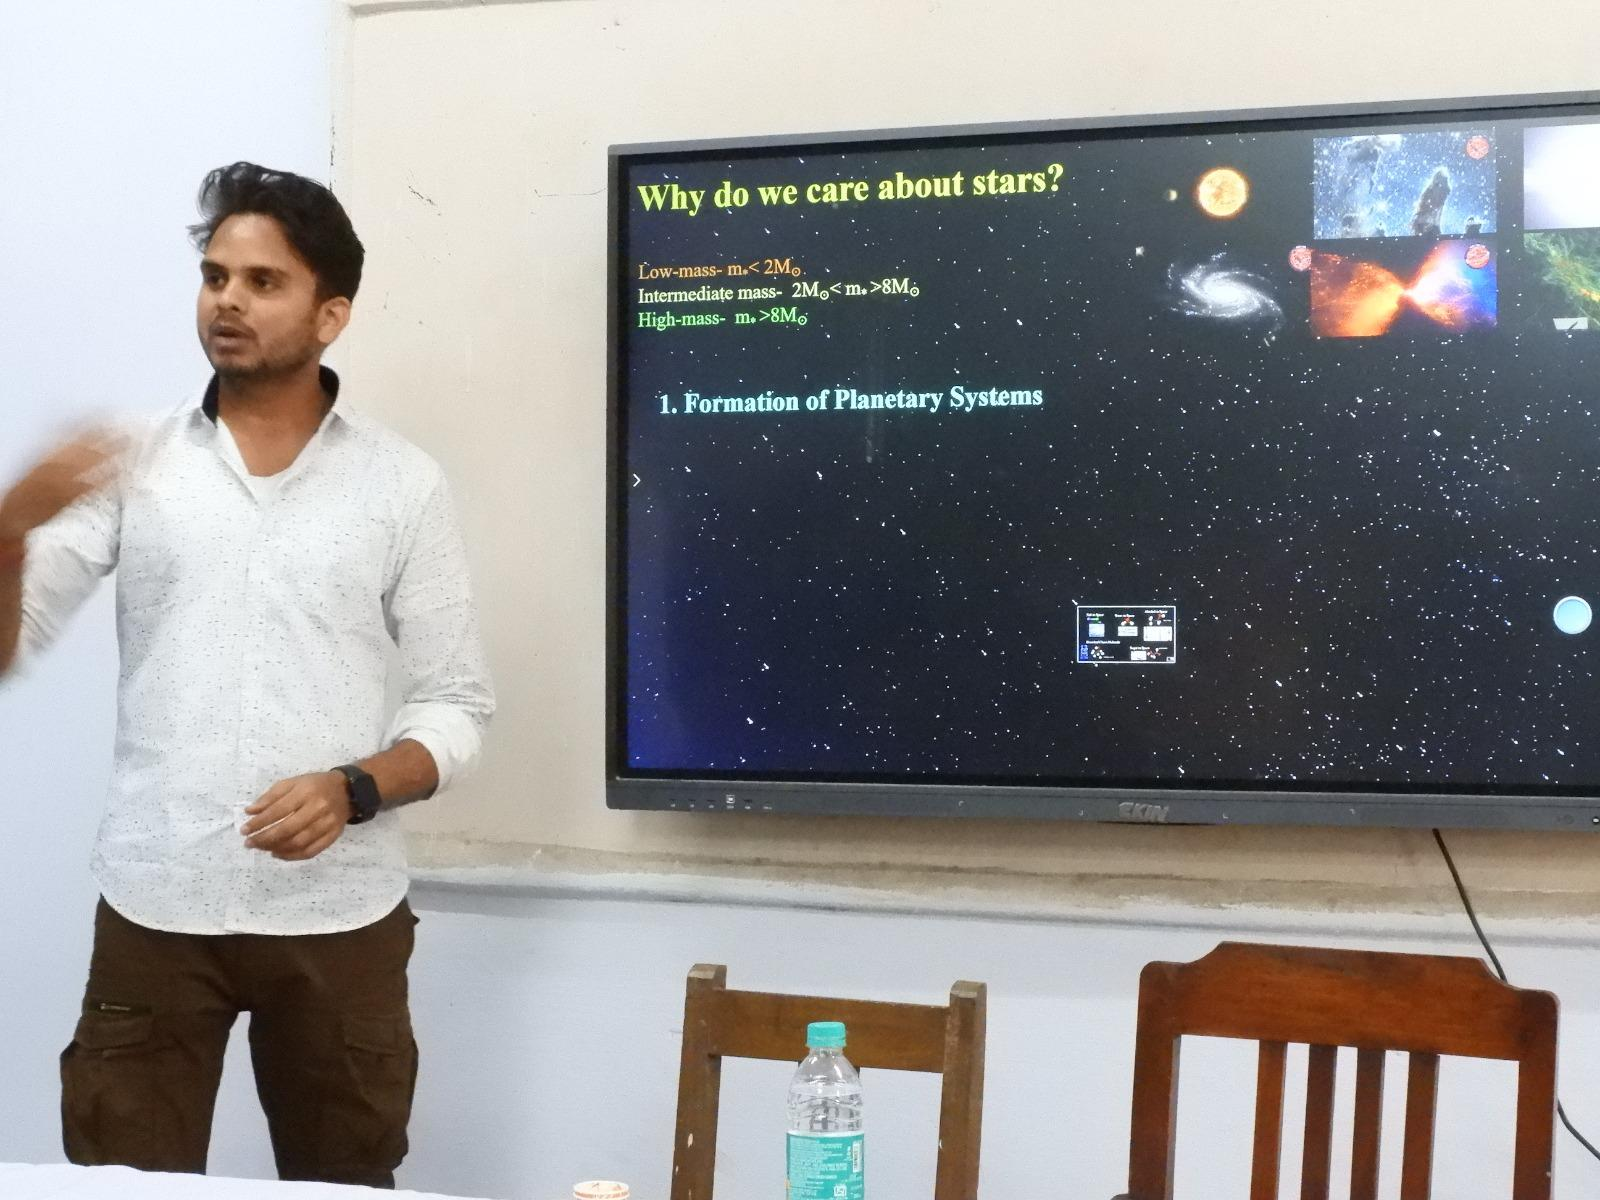 Why do we care about stars?
Low-mass- m*< 2M⊙
Intermediate mass- 2M⊙< m* >8M⊙
High-mass- m* >8M⊙
1. Formation of Planetary Systems
SKIN